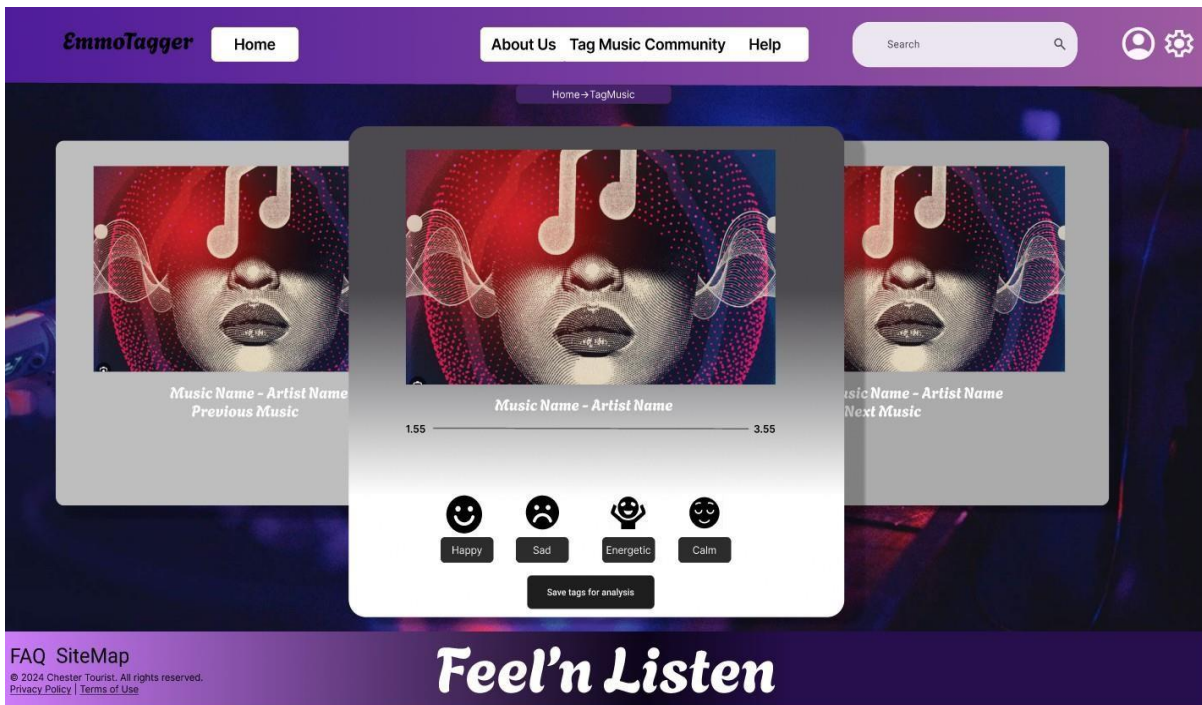 EmmoTagger
Home
About Us Tag Music Community Help
Search
Home→TagMusic
Music Name - Artist Name
Previous Music
Music Name - Artist Name
1.55
3.55
usic Name - Artist Name
Next Music
Happy
Sad
Energetic
Calm
Save tags for analysis
FAQ SiteMap
© 2024 Chester Tourist. All rights reserved.
Privacy Policy | Terms of Use
Feel'n Listen